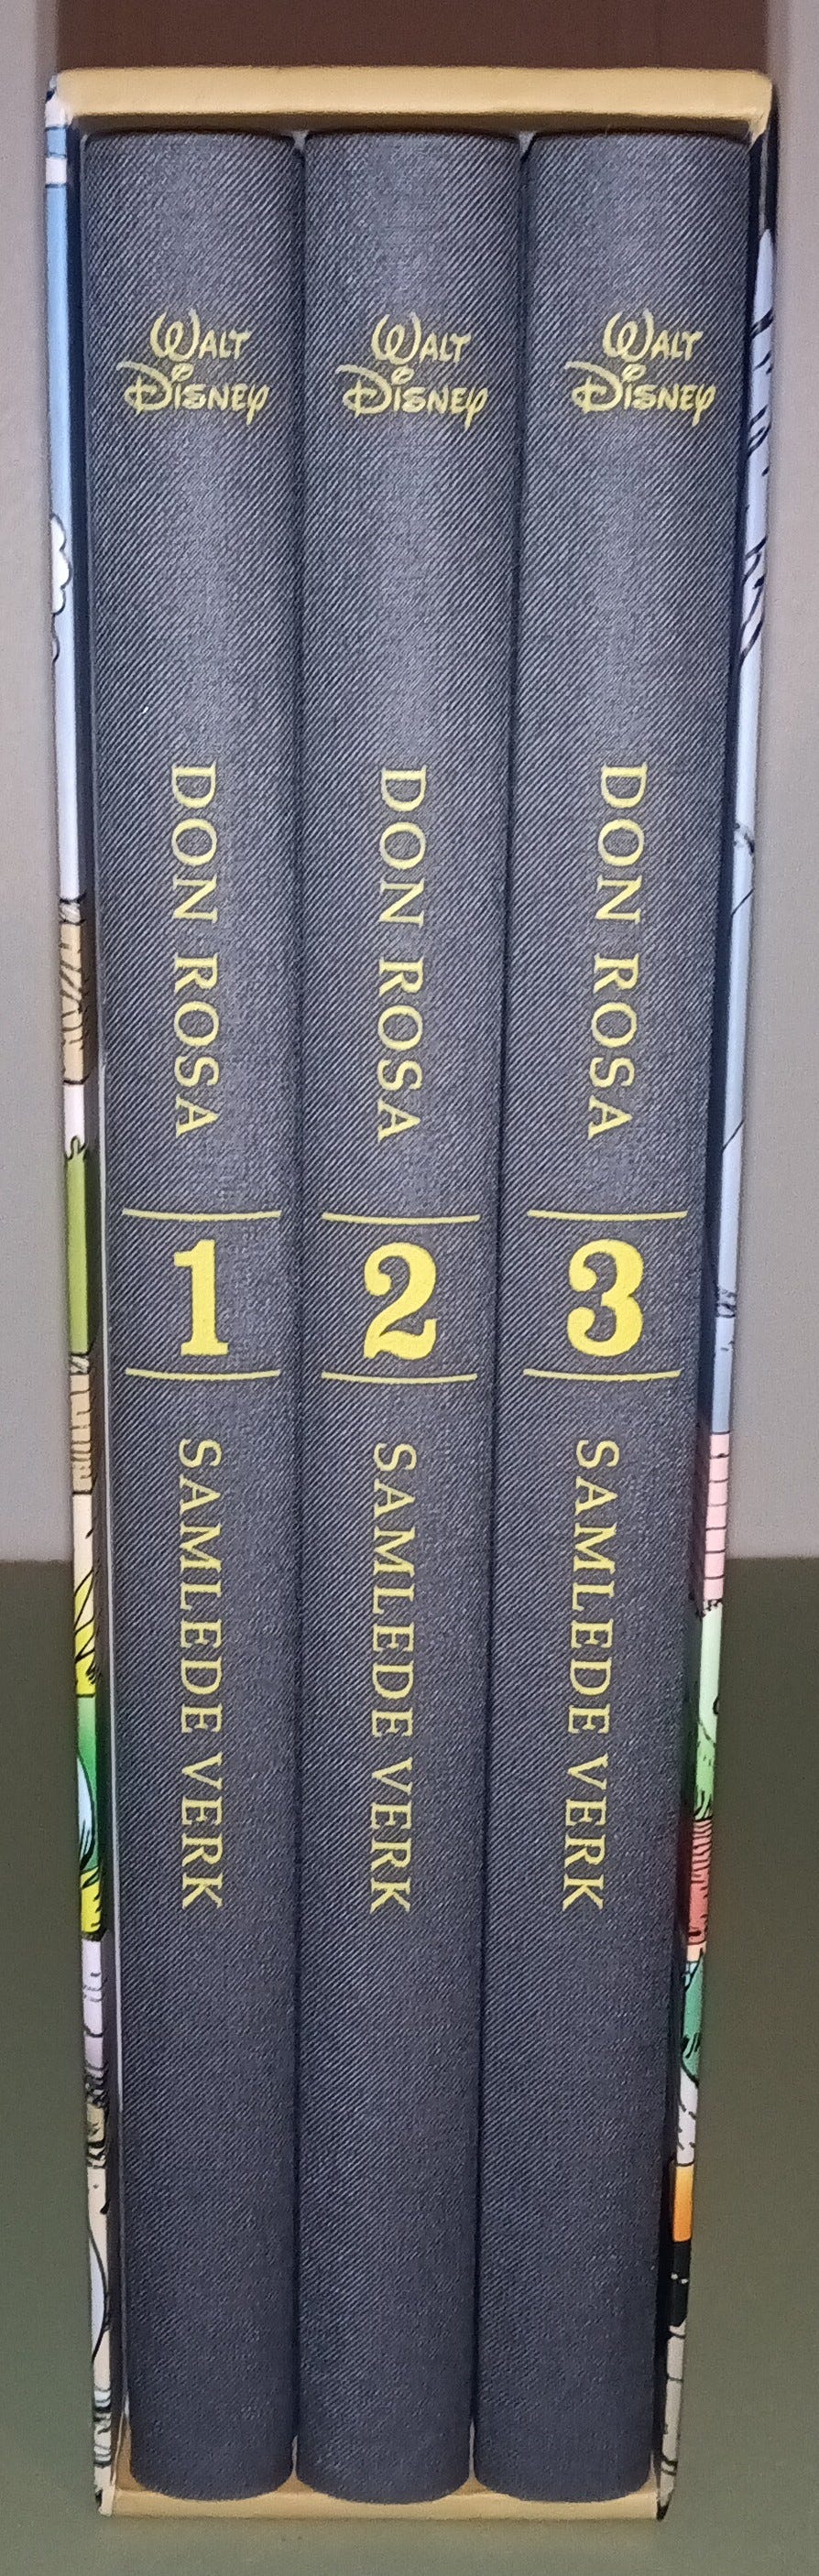 WALT
DISNEY
DON ROSA
1
SAMLEDE VERK
WALT
DISNEY
DON ROSA
2
SAMLEDE VERK
WALT
DISNEY
DON ROSA
3
SAMLEDE VERK